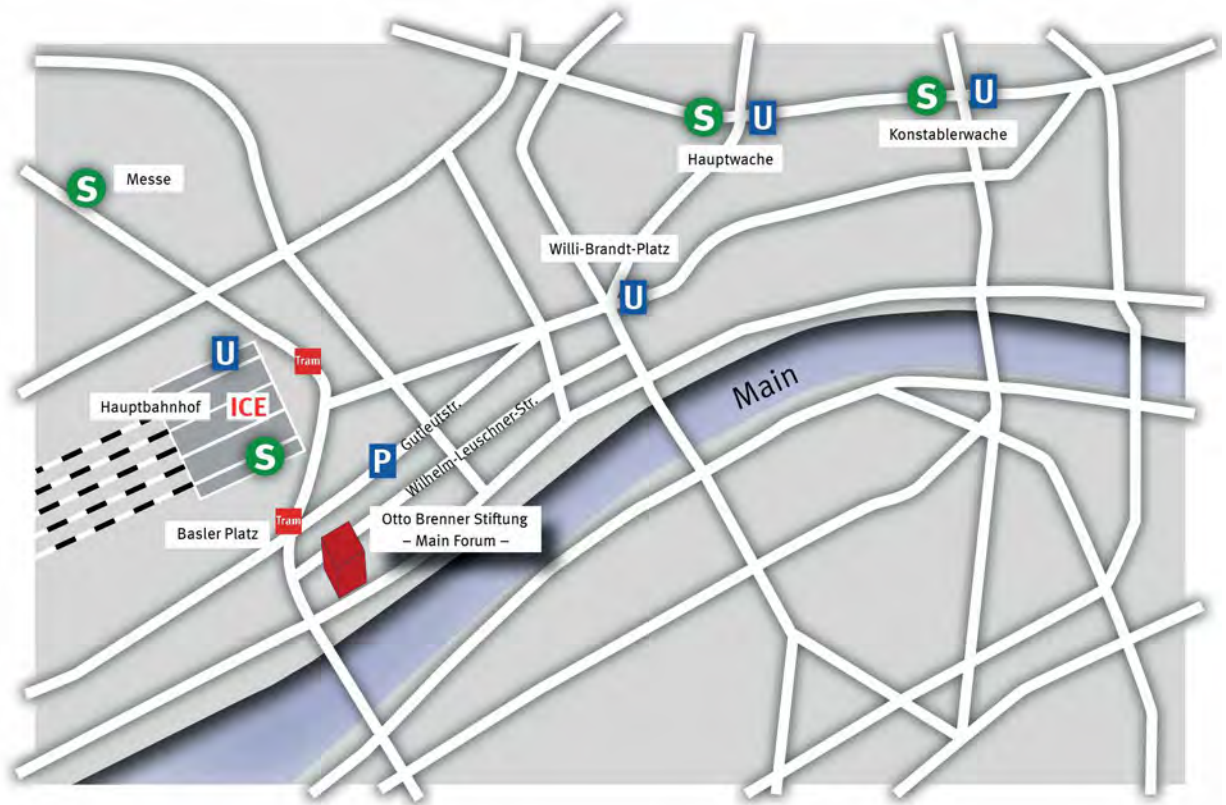 S
U
S
U
Konstablerwache
Hauptwache
S
Messe
Willi-Brandt-Platz
U
U
Tram
Main
Hauptbahnhof
ICE
S
P
Gutleutstr.
Wilhelm-Leuschner-Str.
Tram
Basler Platz
Otto Brenner Stiftung
– Main Forum –